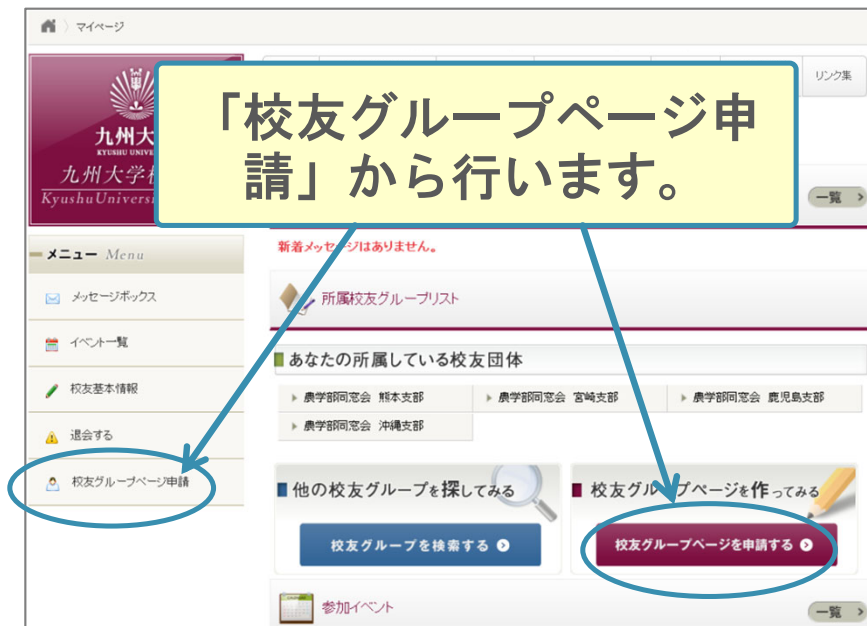 マイページ
リンク集
「校友グループページ申
請」から行います。
九州大
KYUSHU UNIVE
九州大学
KyushuUnivers
一覧
メニュー Menu
新着メッセージはありません。
メッセージボックス
所属校友グループリスト
イベント一覧
あなたの所属している校友団体
校友基本情報
農学部同窓会 熊本支部
農学部同窓会 宮崎支部
農学部同窓会 鹿児島支部
退会する
農学部同窓会 沖縄支部
校友グループページ申請
他の校友グループを探してみる
校友グループページを作ってみる
校友グループを検索する
校友グループページを申請する
参加イベント
一覧